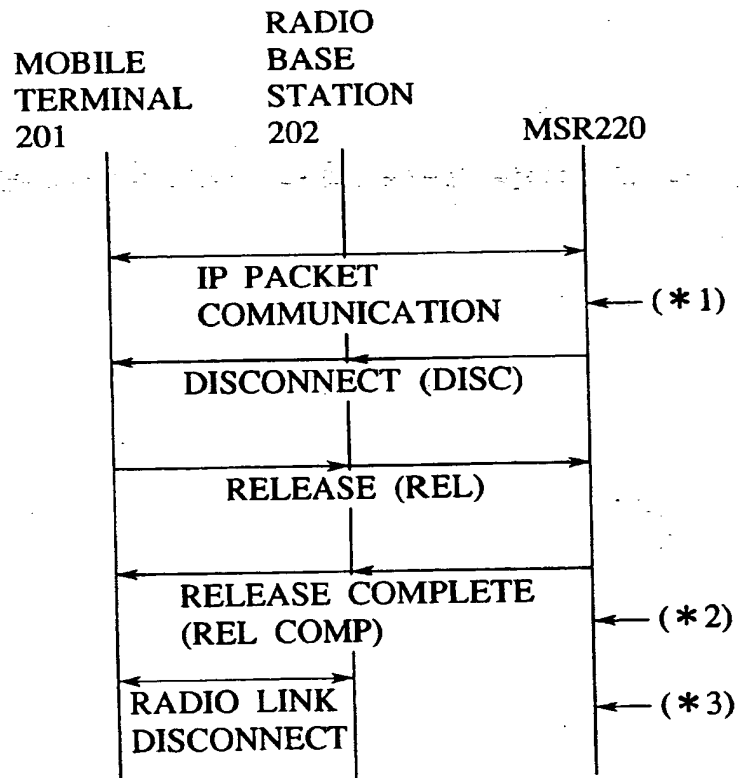 MOBILE
TERMINAL
201
RADIO
BASE
STATION
202
MSR220
IP PACKET
COMMUNICATION
(*1)
DISCONNECT (DISC)
RELEASE (REL)
RELEASE COMPLETE
(REL COMP)
(*2)
RADIO LINK
DISCONNECT
(*3)